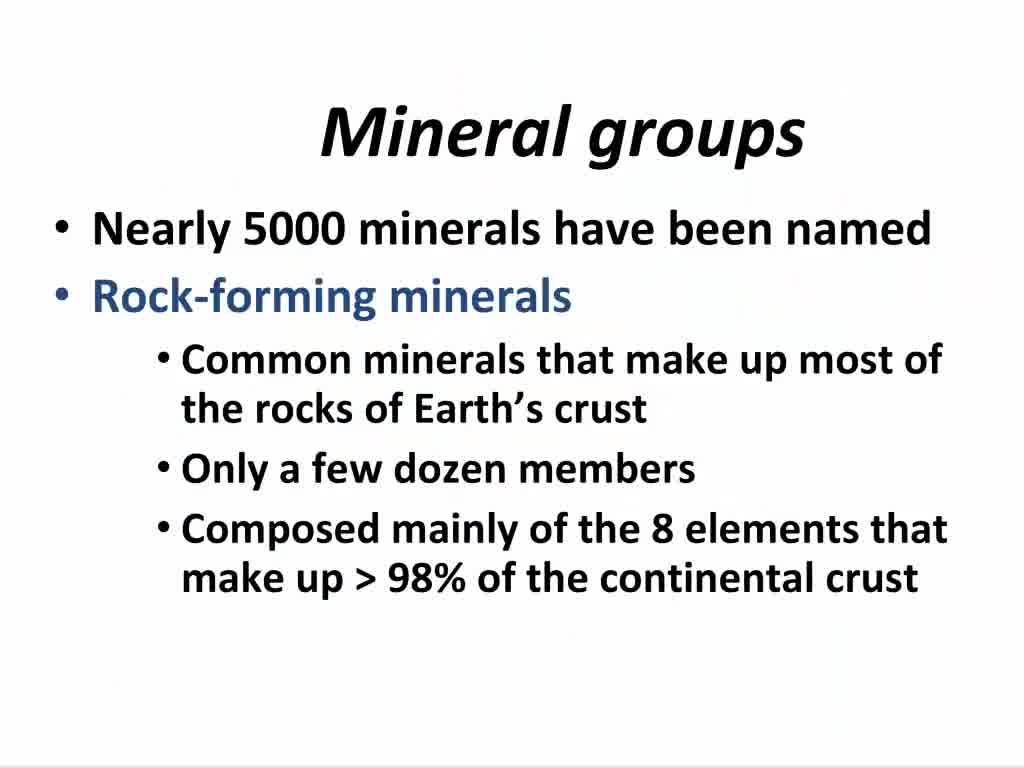 Mineral groups
• Nearly 5000 minerals have been named
• Rock-forming minerals
• Common minerals that make up most of
the rocks of Earth’s crust
• Only a few dozen members
• Composed mainly of the 8 elements that
make up > 98% of the continental crust